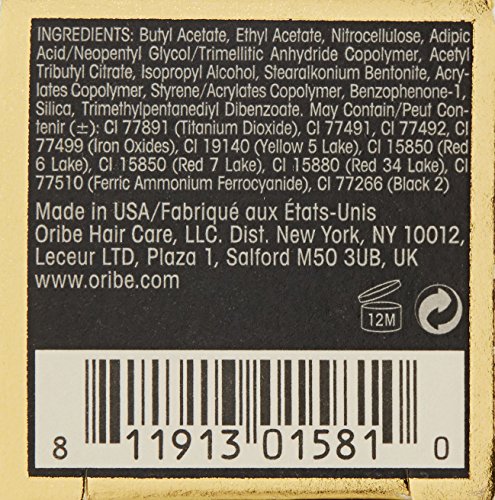 INGREDIENTS: Butyl Acetate, Ethyl Acetate, Nitrocellulose, Adipic
Acid/Neopentyl Glycol/Trimellitic Anhydride Copolymer, Acetyl
Tributyl Citrate, Isopropyl Alcohol, Stearalkonium Bentonite, Acry-
lates Copolymer, Styrene/Acrylates Copolymer, Benzophenone-1,
Silica, Trimethylpentanediyl Dibenzoate. May Contain/Peut Con-
tenir (±): CI 77891 (Titanium Dioxide), CI 77491, CI 77492, CI
77499 (Iron Oxides), CI 19140 (Yellow 5 Lake), CI 15850 (Red
6 Lake), CI 15850 (Red 7 Lake), CI 15880 (Red 34 Lake), CI
77510 (Ferric Ammonium Ferrocyanide), CI 77266 (Black 2)
Made in USA/Fabriqué aux États-Unis
Oribe Hair Care, LLC. Dist. New York, NY 10012,
Leceur LTD, Plaza 1, Salford M50 3UB, UK
www.oribe.com
12M
8 11913 01581 0